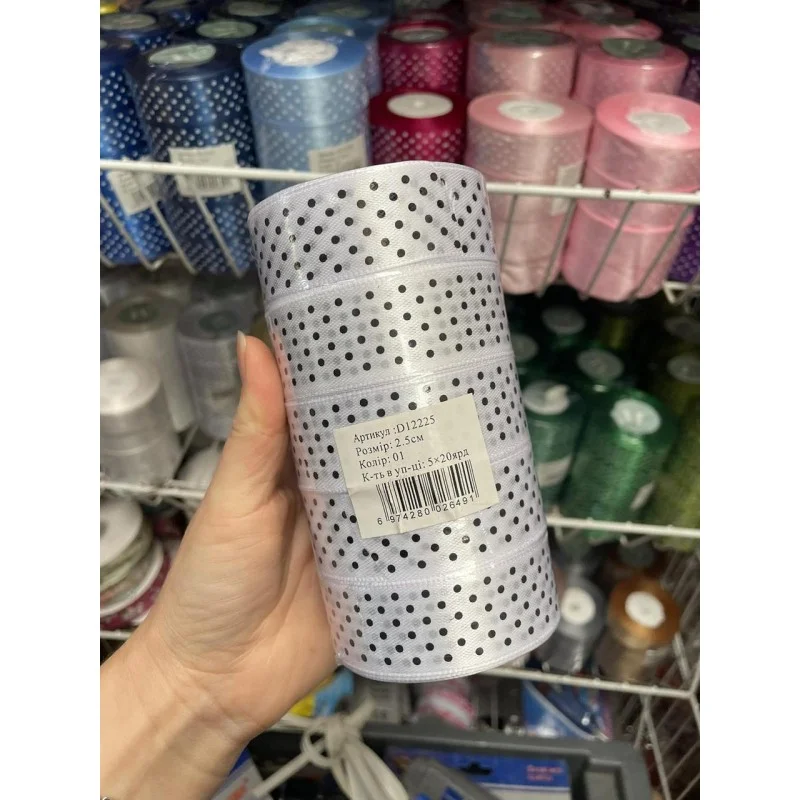 Артикул :D12225
Розмір: 2.5см
Колір: 01
К-ть в уп-ці: 5×20ярд
6 974280 026491